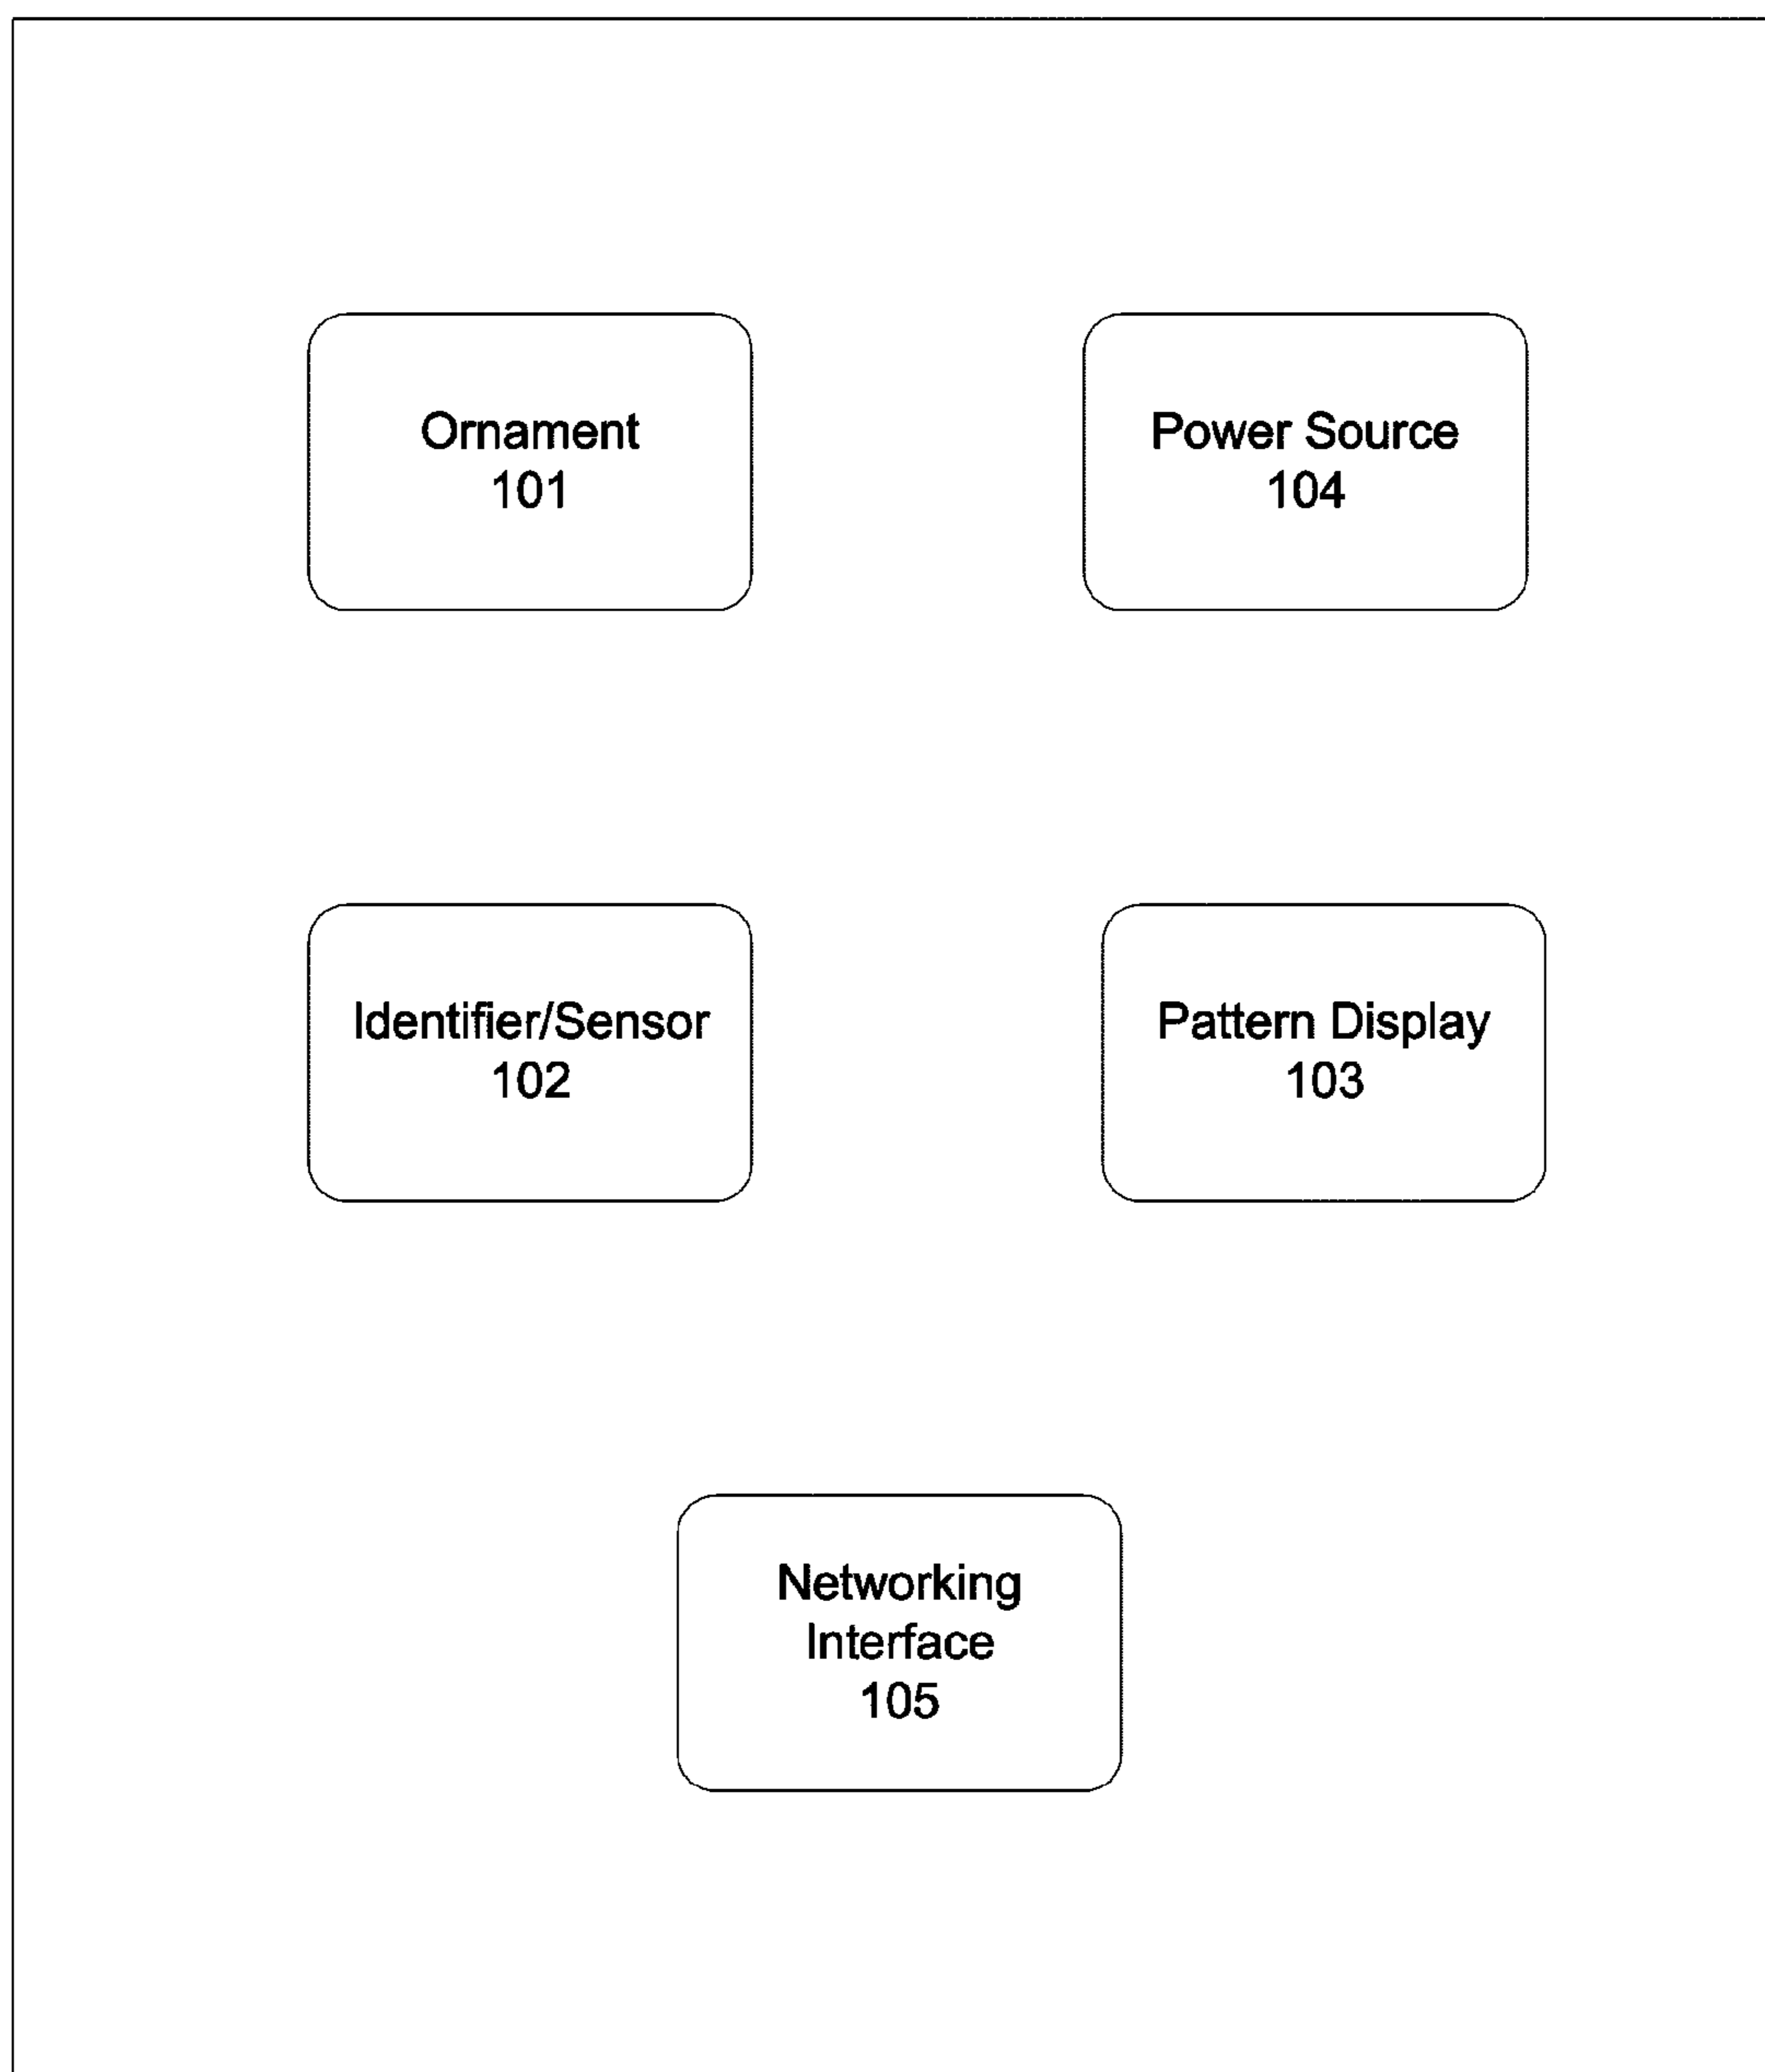 Ornament
101
Power Source
104
Identifier/Sensor
102
Pattern Display
103
Networking
Interface
105